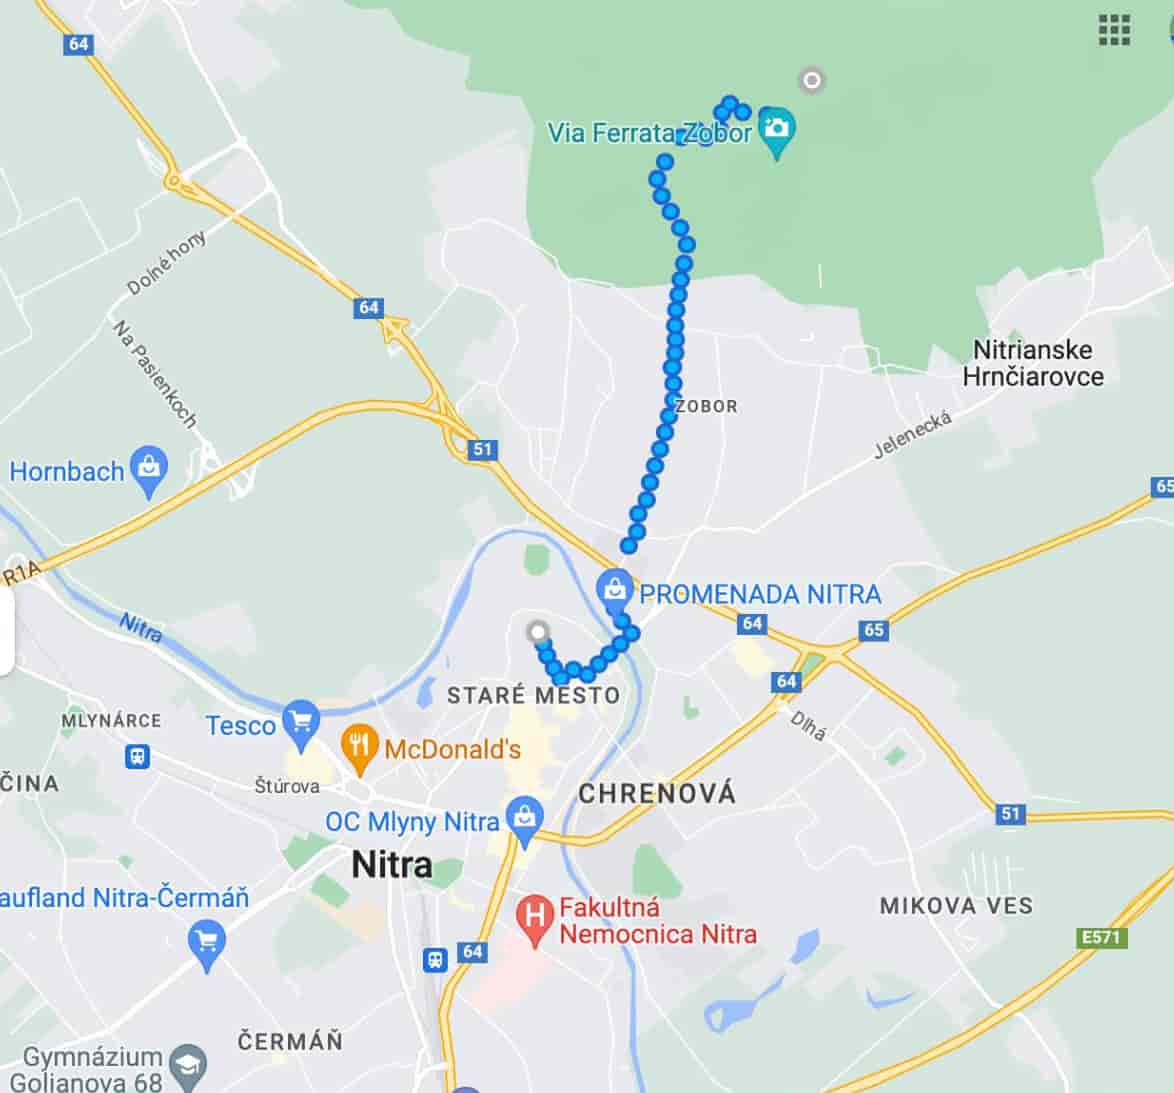 64
Via Ferrata Zobor
Dolné hony
64
Na Pasienkoch
Nitrianske
Hrnčiarovce
ZOBOR
Jelenecká
51
Hornbach
65
R1A
PROMENADA NITRA
Nitra
64
65
64
STARÉ MESTO
MLYNÁRCE
Tesco
Dlhá
McDonald's
ČINA
Štúrova
CHRENOVÁ
51
OC Mlyny Nitra
Nitra
aufland Nitra-Čermáň
H
Fakultná
Nemocnica Nitra
MIKOVA VES
E571
64
ČERMÁŇ
Gymnázium
Golianova 68